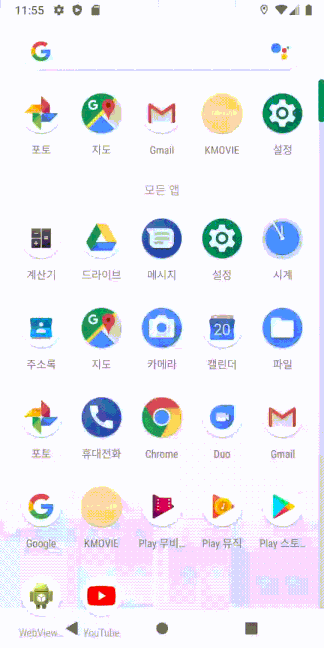 11:55
포토 지도 Gmail KMOVIE 설정
모든 앱
계산기 드라이브 메시지 설정 시계
주소록 지도 카메라 캘린더 파일
20
포토 휴대전화 Chrome Duo Gmail
Google KMOVIE Play 무비… Play 뮤직 Play 스토…
WebView… YouTube